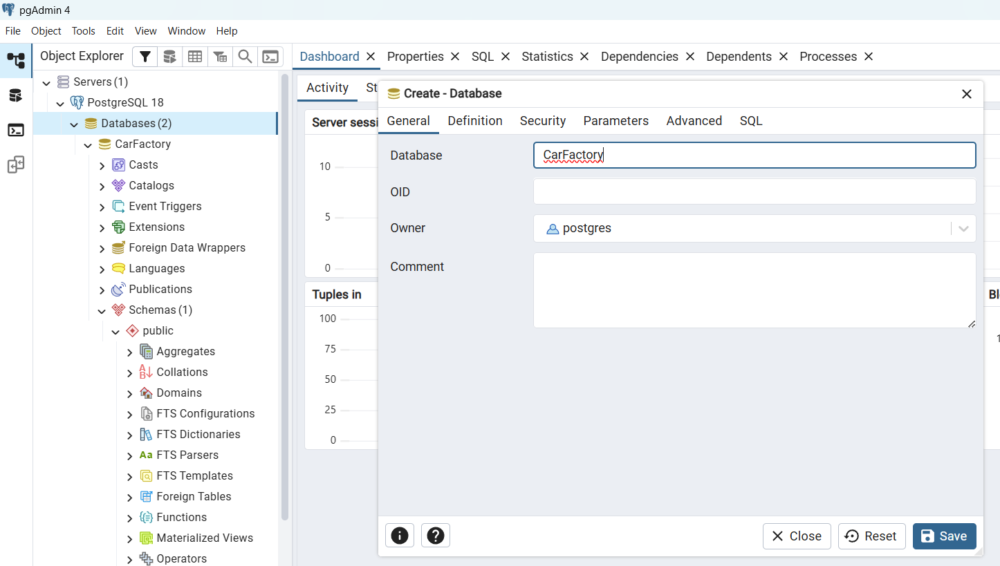 pgAdmin 4
File Object Tools Edit View Window Help
Object Explorer
Dashboard Properties SQL Statistics Dependencies Dependents Processes
Servers (1)
PostgreSQL 18
Databases (2)
CarFactory
Casts
Catalogs
Event Triggers
Extensions
Foreign Data Wrappers
Languages
Publications
Schemas (1)
public
Aggregates
Collations
Domains
FTS Configurations
FTS Dictionaries
Aa FTS Parsers
FTS Templates
Foreign Tables
Functions
Materialized Views
Operators
Activity St
Server sessi
10
5
0
Tuples in
100
75
50
25
0
Create - Database
General Definition Security Parameters Advanced SQL
Database CarFactory
OID
Owner postgres
Comment
Close Reset Save
Bl
1